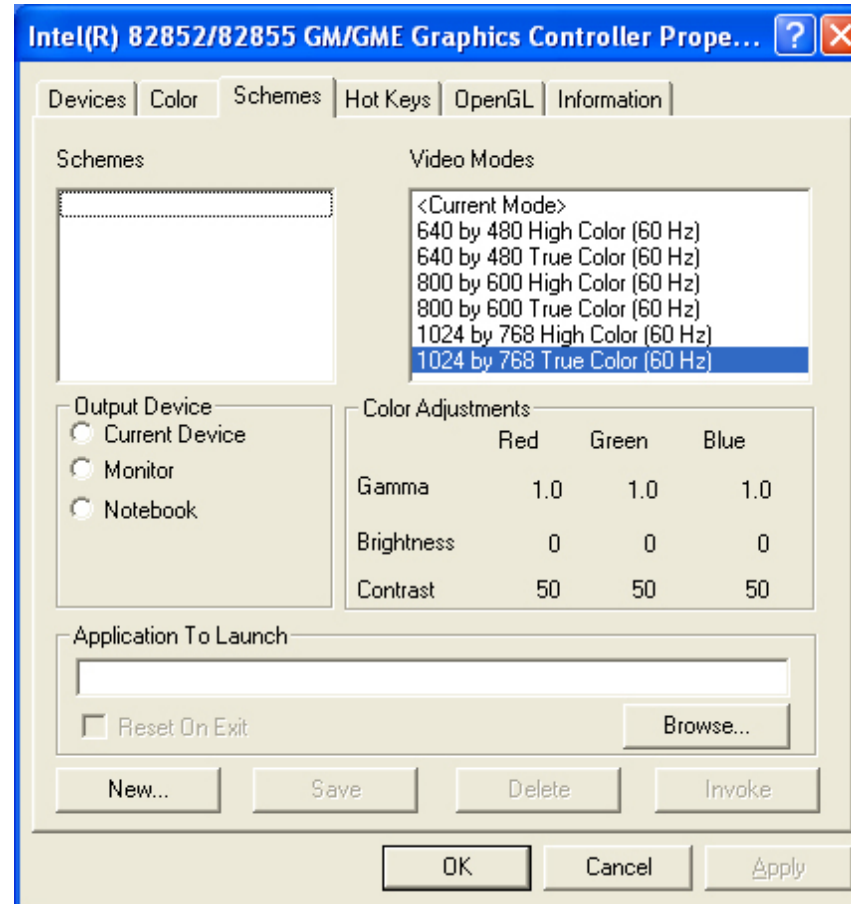 Intel(R) 82852/82855 GM/GME Graphics Controller Prope... ?
Devices Color Schemes Hot Keys OpenGL Information
Schemes Video Modes
<Current Mode>
640 by 480 High Color (60 Hz)
640 by 480 True Color (60 Hz)
800 by 600 High Color (60 Hz)
800 by 600 True Color (60 Hz)
1024 by 768 High Color (60 Hz)
1024 by 768 True Color (60 Hz)
Output Device
Current Device
Monitor
Notebook
Color Adjustments
Red Green Blue
Gamma 1.0 1.0 1.0
Brightness 0 0 0
Contrast 50 50 50
Application To Launch
Reset On Exit Browse...
New... Save Delete Invoke
OK Cancel Apply